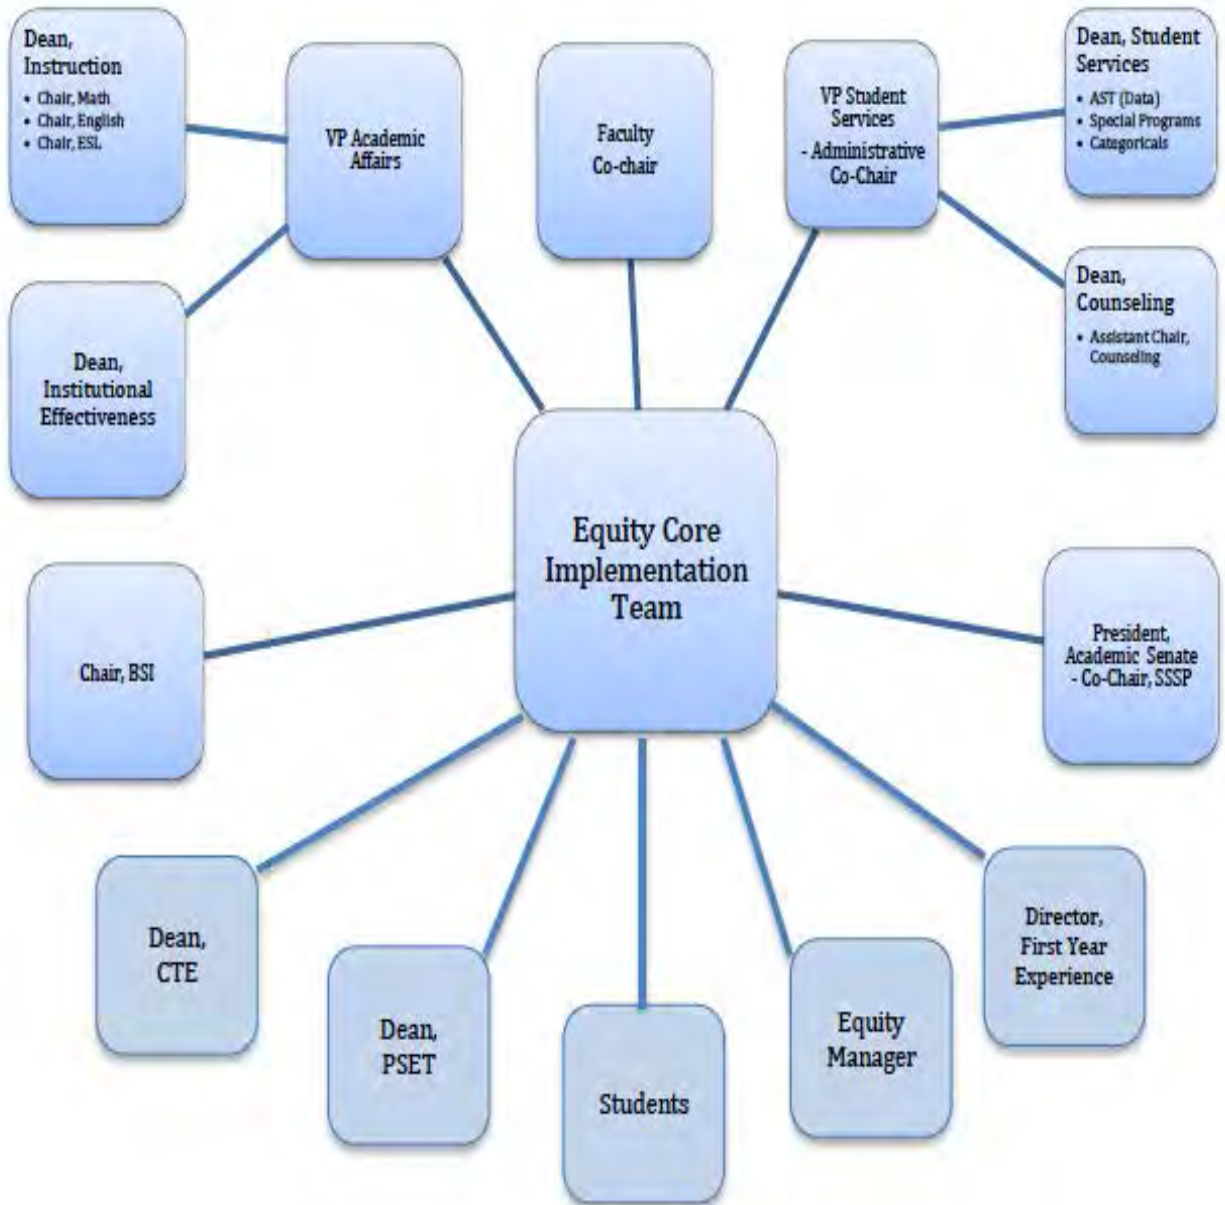 Dean,
Instruction
• Chair, Math
• Chair, English
• Chair, ESL
VP Academic
Affairs
Faculty
Co-chair
VP Student
Services
- Administrative
Co-Chair
Dean, Student
Services
• AST (Data)
• Special Programs
• Categoricals
Dean,
Institutional
Effectiveness
Dean,
Counseling
• Assistant Chair,
Counseling
Equity Core
Implementation
Team
Chair, BSI
President,
Academic Senate
- Co-Chair, SSSP
Dean,
CTE
Dean,
PSET
Students
Equity
Manager
Director,
First Year
Experience